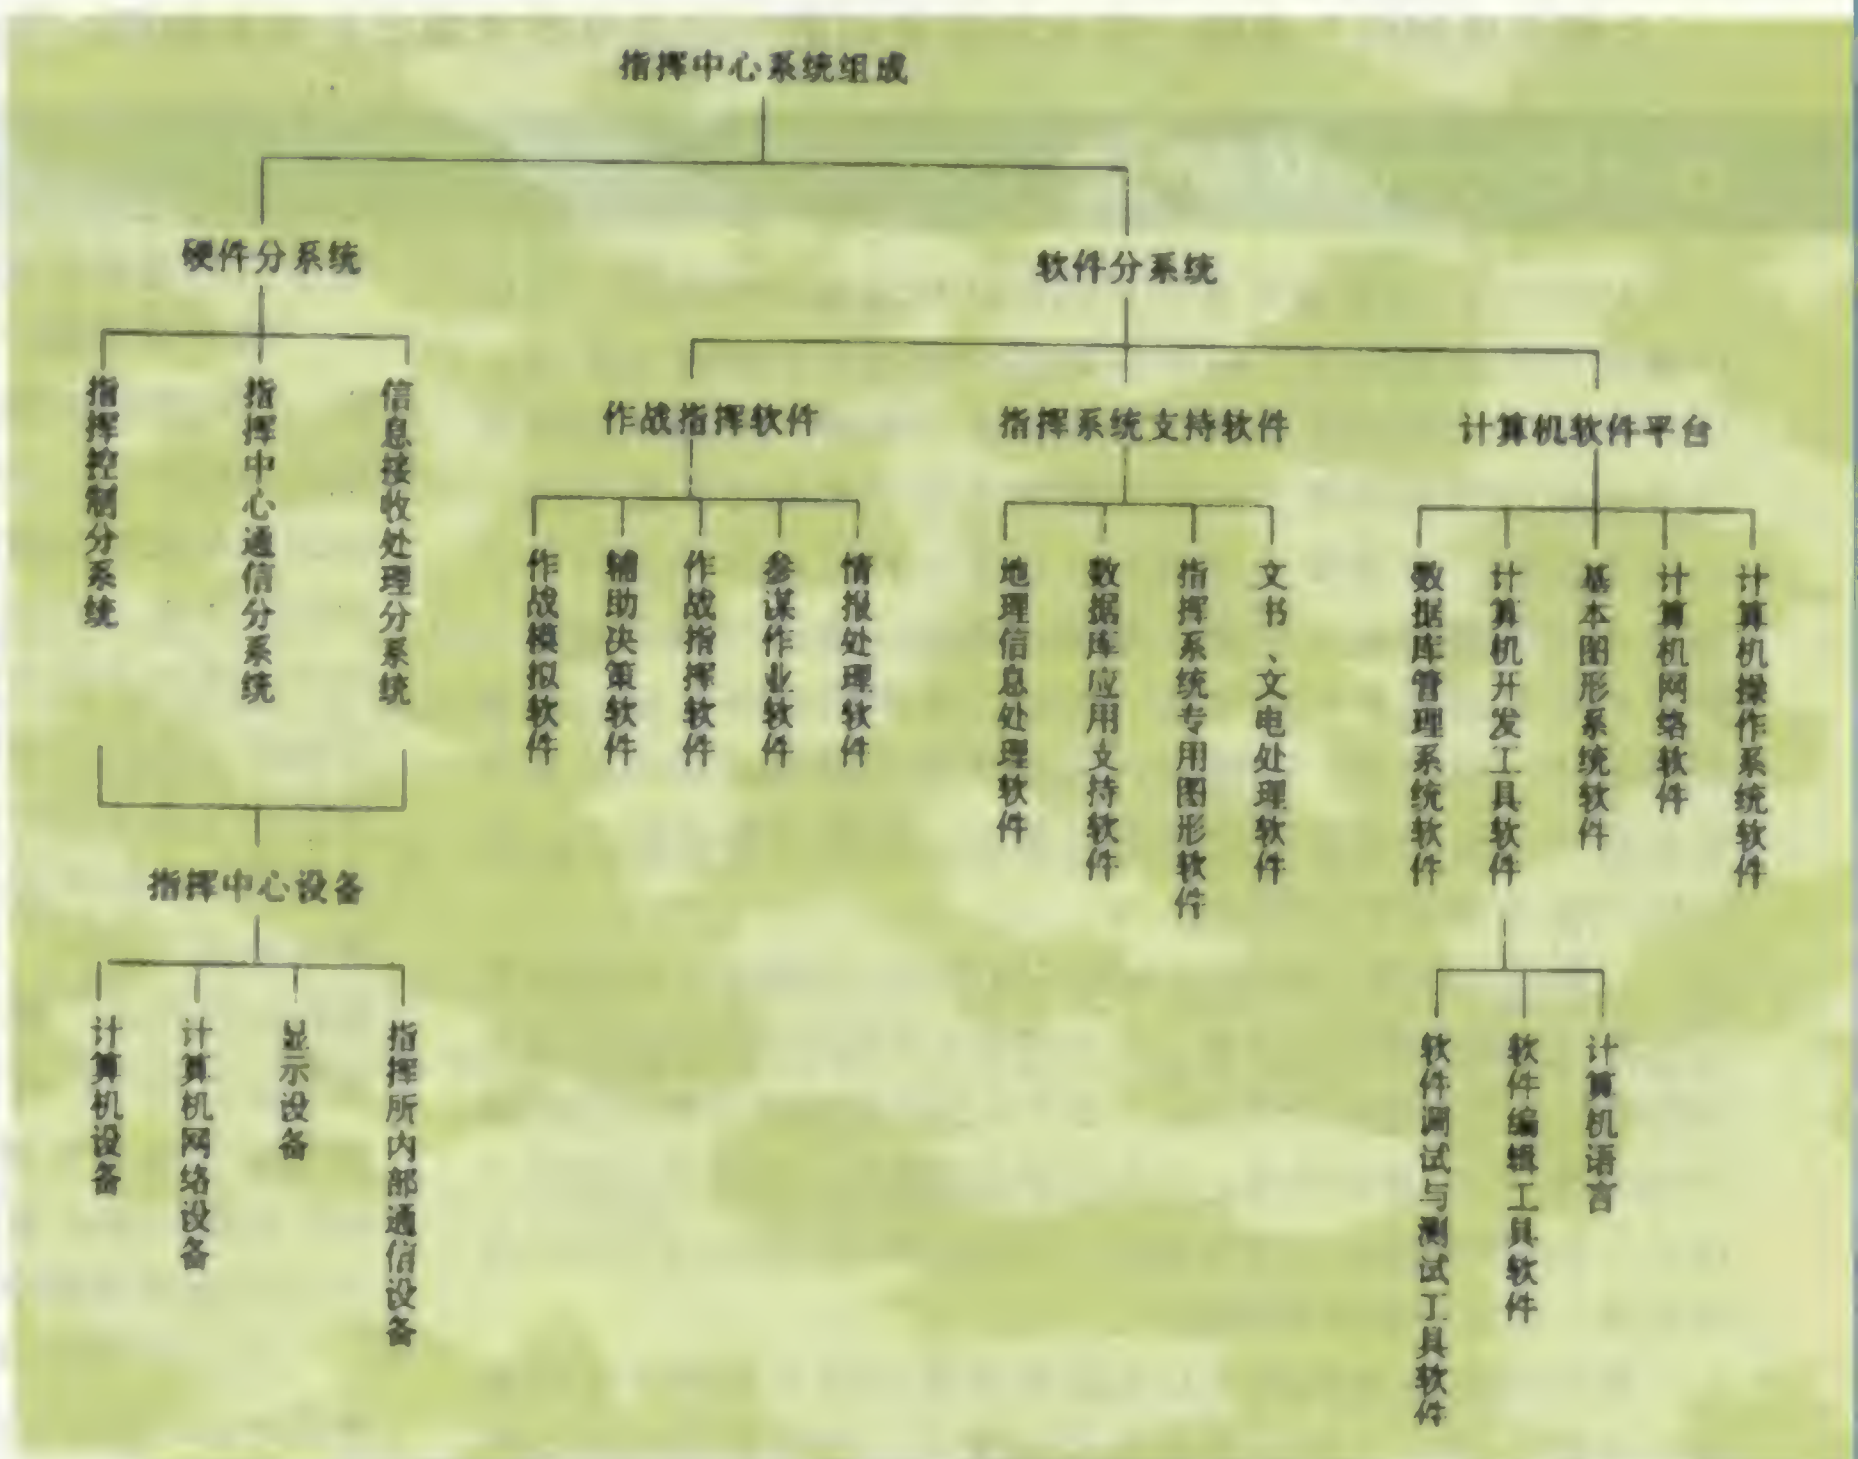 指挥中心系统组成
硬件分系统
软件分系统
指挥控制分系统
指挥中心通信分系统
信息接收处理分系统
作战指挥软件
指挥系统支持软件
计算机软件平台
作战模拟软件
辅助决策软件
作战指挥软件
参谋作业软件
情报处理软件
地理信息处理软件
数据库应用支持软件
指挥系统专用图形软件
文书、文电处理软件
数据库管理系统软件
计算机开发工具软件
基本图形系统软件
计算机网络软件
计算机操作系统软件
指挥中心设备
计算机设备
计算机网络设备
显示设备
指挥所内部通信设备
软件调试与测试工具软件
软件编辑工具软件
计算机语言